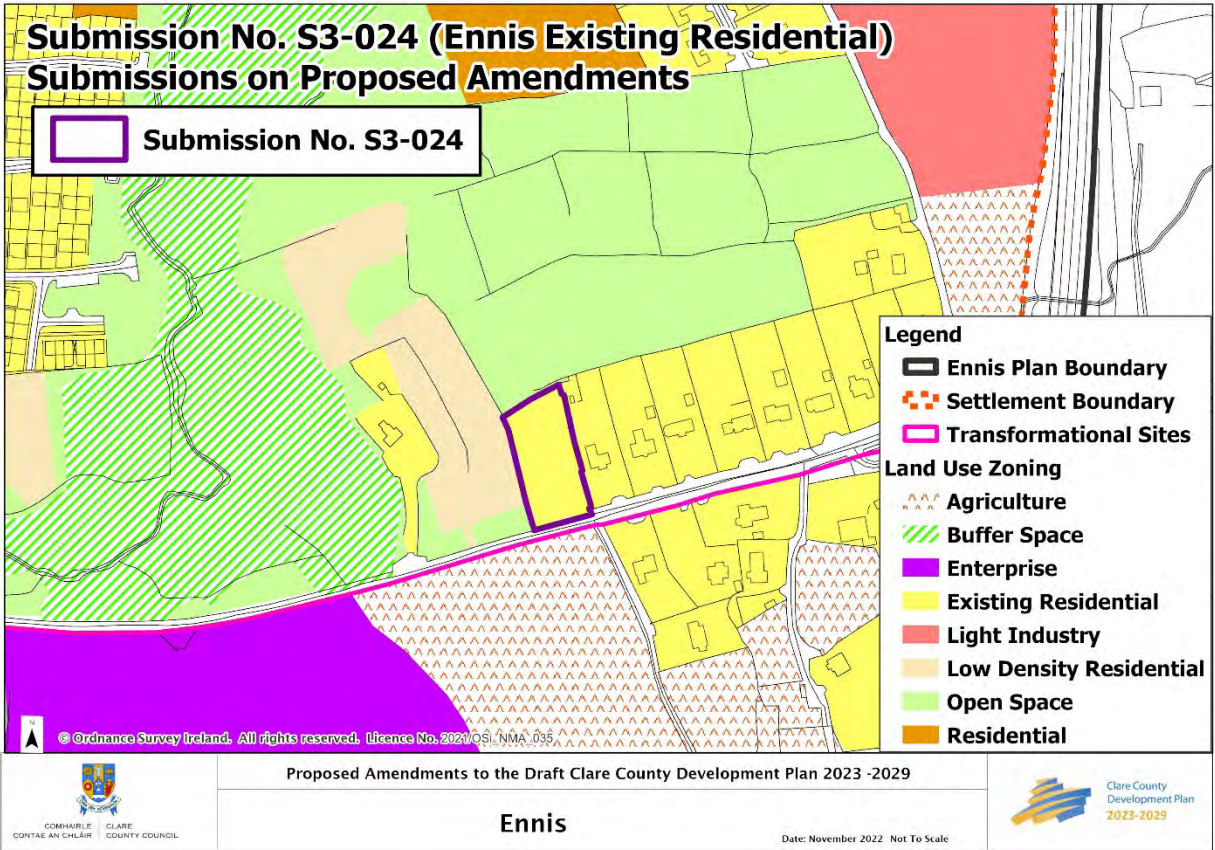 Submission No. S3-024 (Ennis Existing Residential)
Submissions on Proposed Amendments
Submission No. S3-024
Legend
Ennis Plan Boundary
Settlement Boundary
Transformational Sites
Land Use Zoning
Agriculture
Buffer Space
Enterprise
Existing Residential
Light Industry
Low Density Residential
Open Space
Residential
N
© Ordnance Survey Ireland. All rights reserved. Licence No. 2021/OSi_NMA_035
COMHAIRLE CLARE
CONTAE AN CHLÁIR COUNTY COUNCIL
Proposed Amendments to the Draft Clare County Development Plan 2023 -2029
Ennis
Date: November 2022 Not To Scale
Clare County
Development Plan
2023-2029